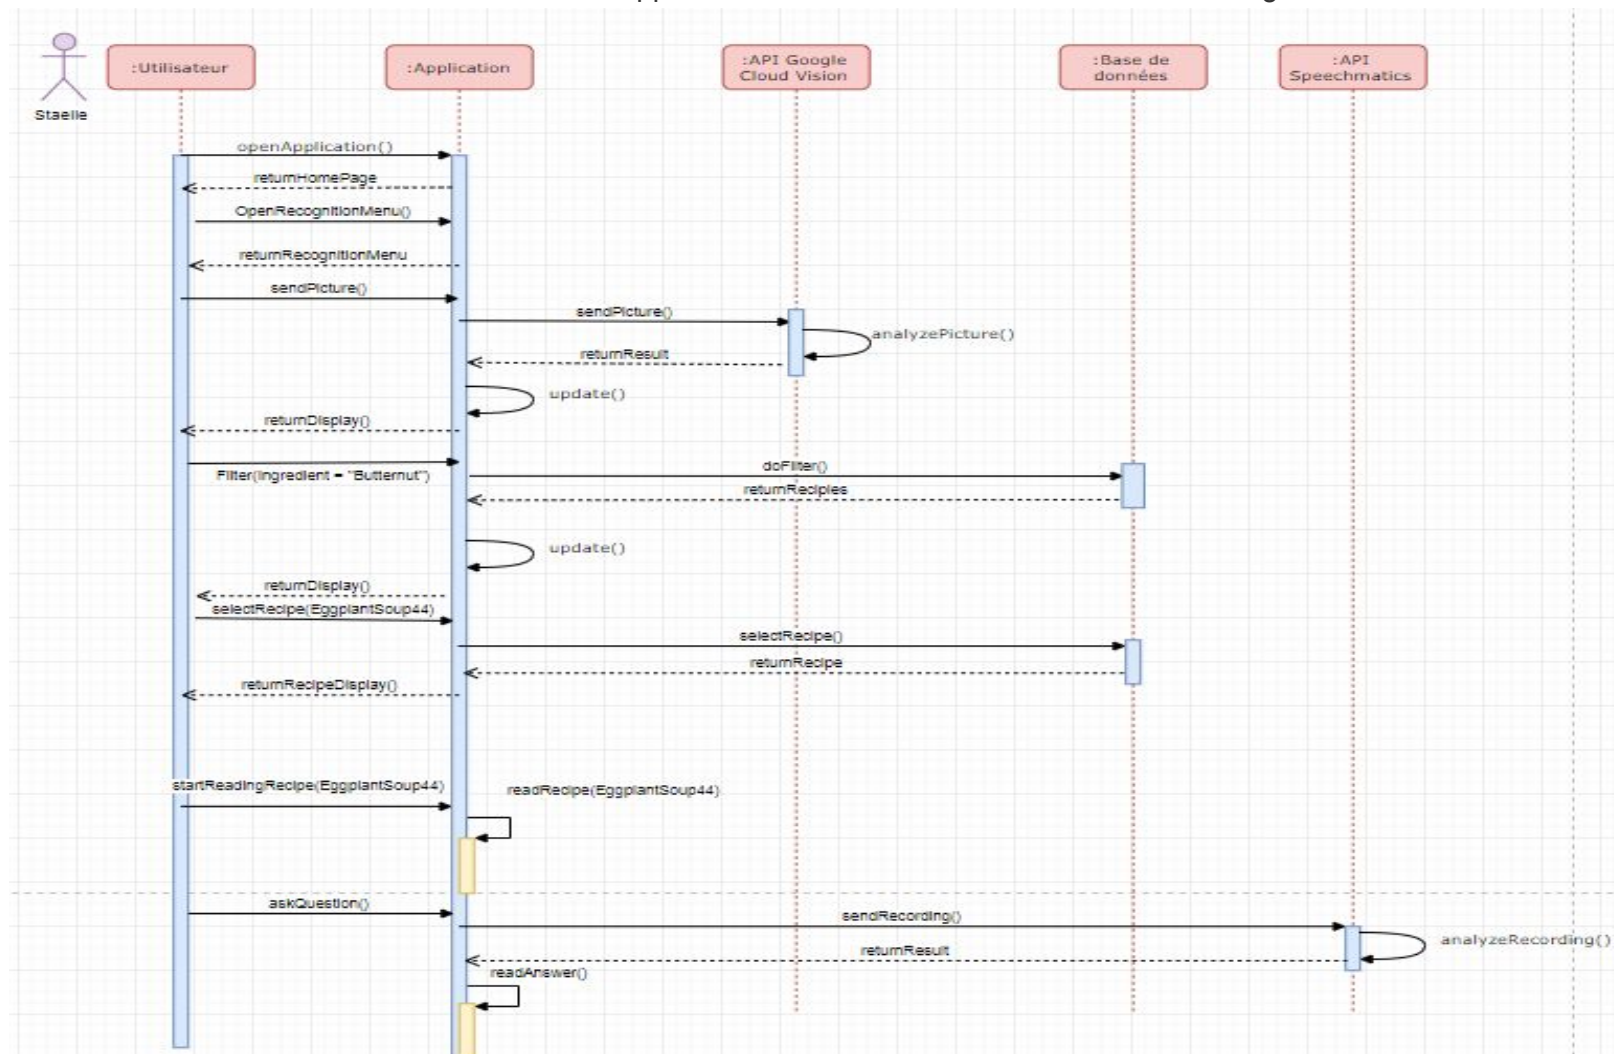 :Utilisateur
:Application
:API Google
Cloud Vision
:Base de
données
:API
Speechmatics
Staelle
openApplication()
returnHomePage
OpenRecognitionMenu()
returnRecognitionMenu
sendPicture()
sendPicture()
analyzePicture()
returnResult
update()
returnDisplay()
Filter(ingredient = "Butternut")
doFilter()
returnRecipies
update()
returnDisplay()
selectRecipe(EggplantSoup44)
selectRecipe()
returnRecipe
returnRecipeDisplay()
startReadingRecipe(EggplantSoup44)
readRecipe(EggplantSoup44)
askQuestion()
sendRecording()
analyzeRecording()
returnResult
readAnswer()